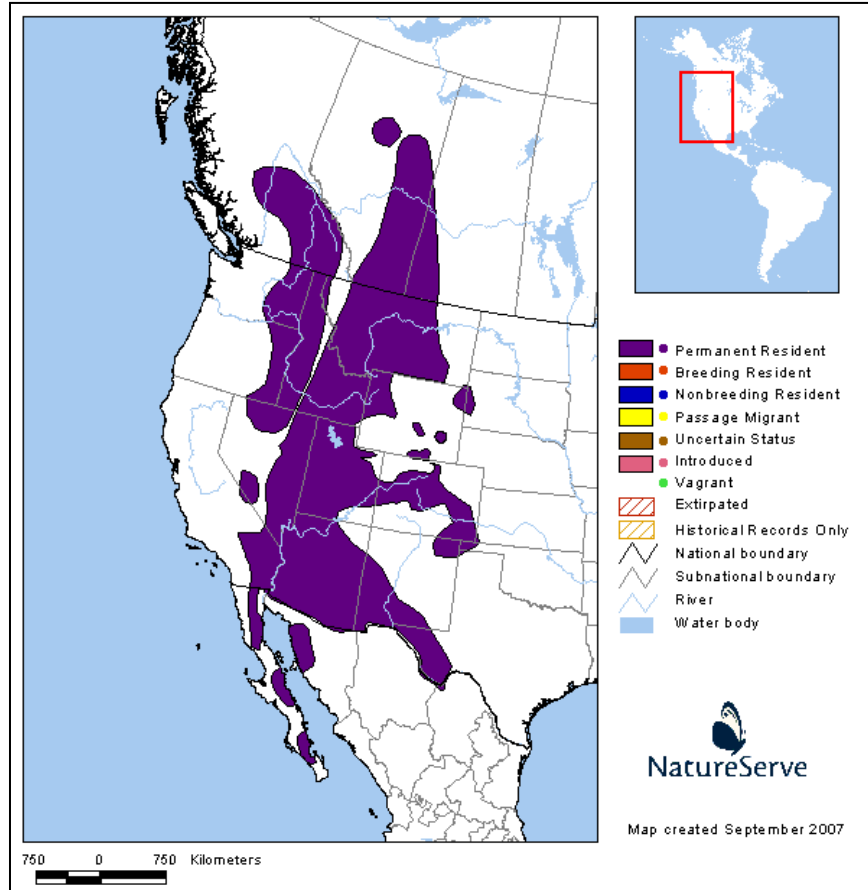 Permanent Resident
Breeding Resident
Nonbreeding Resident
Passage Migrant
Uncertain Status
Introduced
Vagrant
Extirpated
Historical Records Only
National boundary
Subnational boundary
River
Water body
NatureServe
Map created September 2007
750 0 750 Kilometers